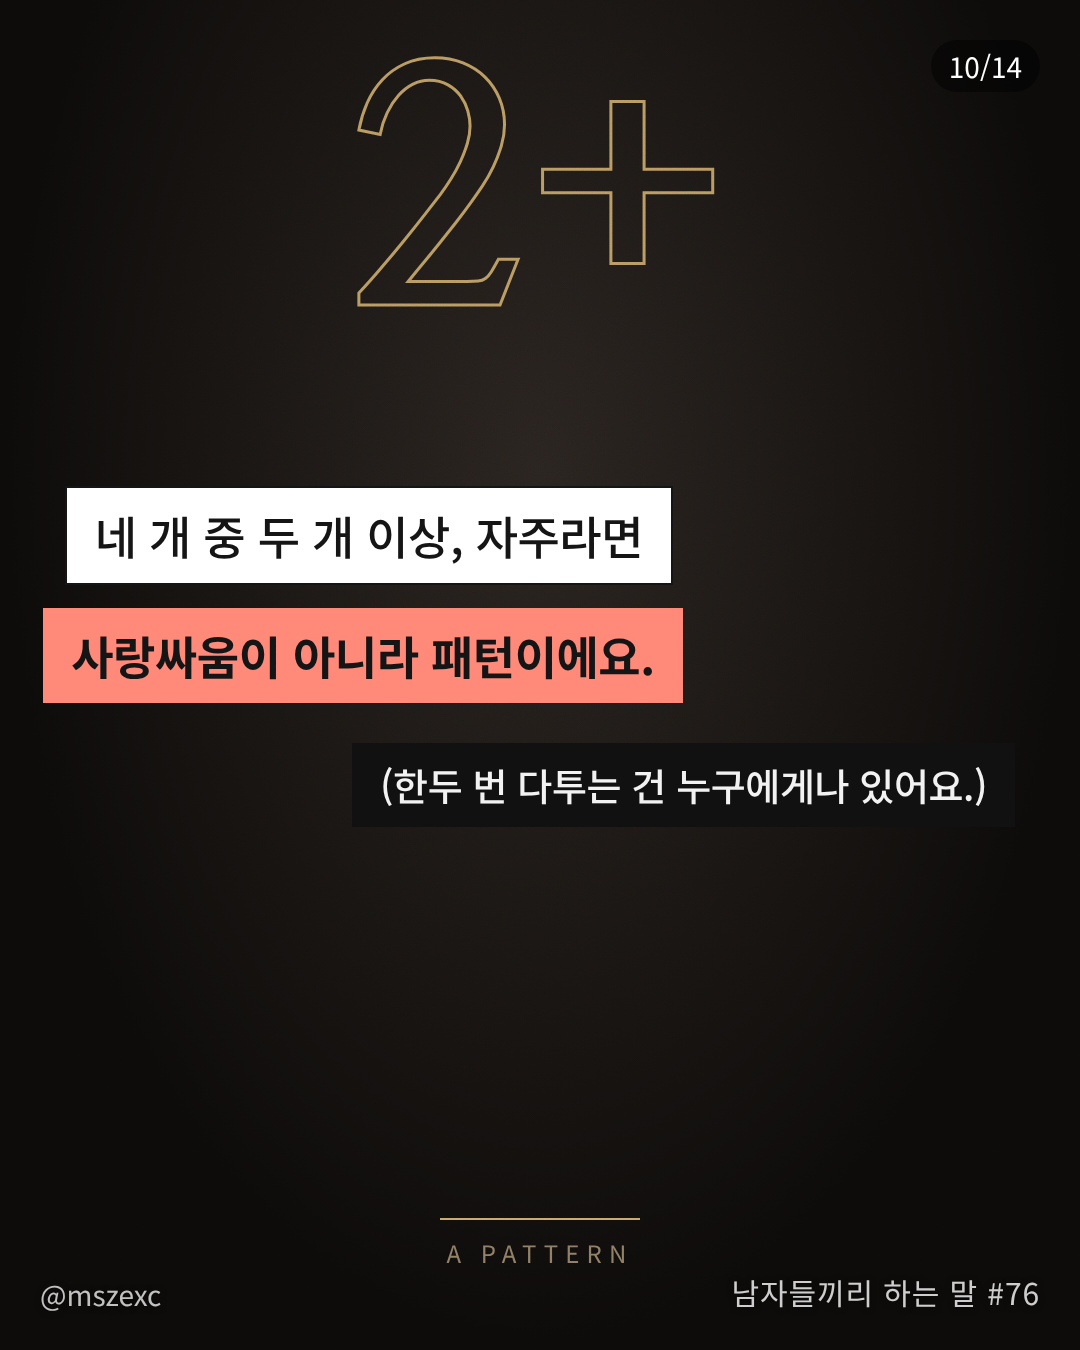 10/14
2+
네 개 중 두 개 이상, 자주라면
사랑싸움이 아니라 패턴이에요.
(한두 번 다투는 건 누구에게나 있어요.)
A PATTERN
@mszexc
남자들끼리 하는 말 #76